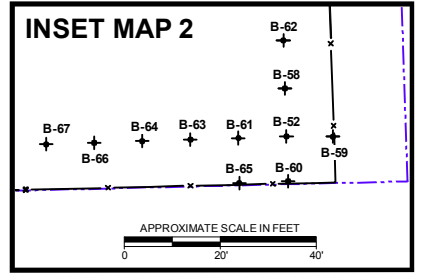 INSET MAP 2
B-62
B-58
B-67
B-66
B-64
B-63
B-61
B-52
B-59
B-65
B-60
APPROXIMATE SCALE IN FEET
0 20' 40'